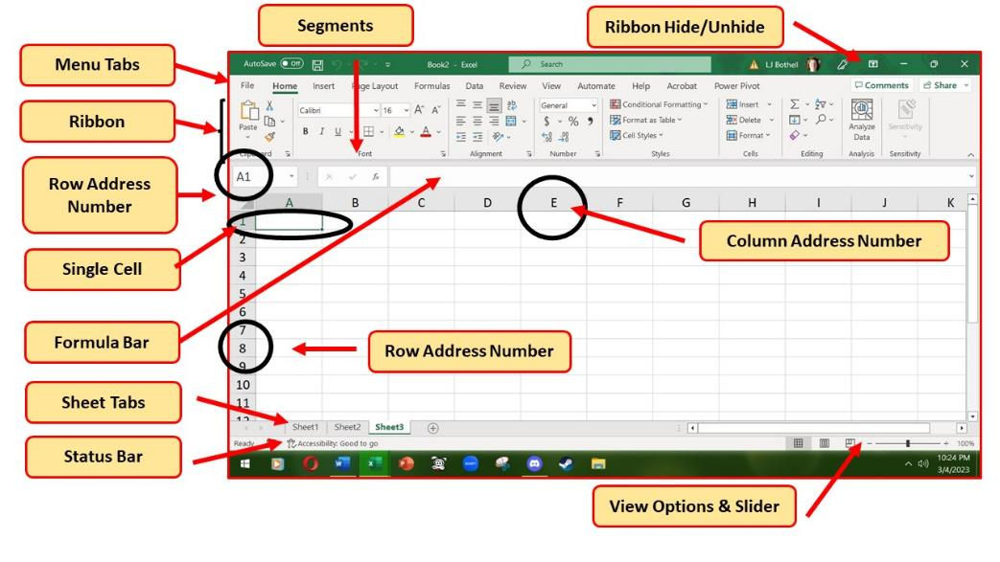 Segments
Ribbon Hide/Unhide
Menu Tabs
AutoSave Off Book2 - Excel Search LJ Bothell
File Home Insert Page Layout Formulas Data Review View Automate Help Acrobat Power Pivot Comments Share
Ribbon
Calibri 16 A^ A˅ General Conditional Formatting Insert
Paste B I U A $ % 9 Format as Table Delete Analyze Data Sensitivity
Cell Styles Format
Clipboard Font Alignment Number Styles Cells Editing Analysis Sensitivity
Row Address
Number
A1 fx
A B C D E F G H I J K
Column Address Number
Single Cell
1
2
3
4
5
6
7
8
9
10
11
12
Formula Bar
Row Address Number
Sheet Tabs
Sheet1 Sheet2 Sheet3
Status Bar
Ready Accessibility: Good to go 100%
10:24 PM
3/4/2023
View Options & Slider